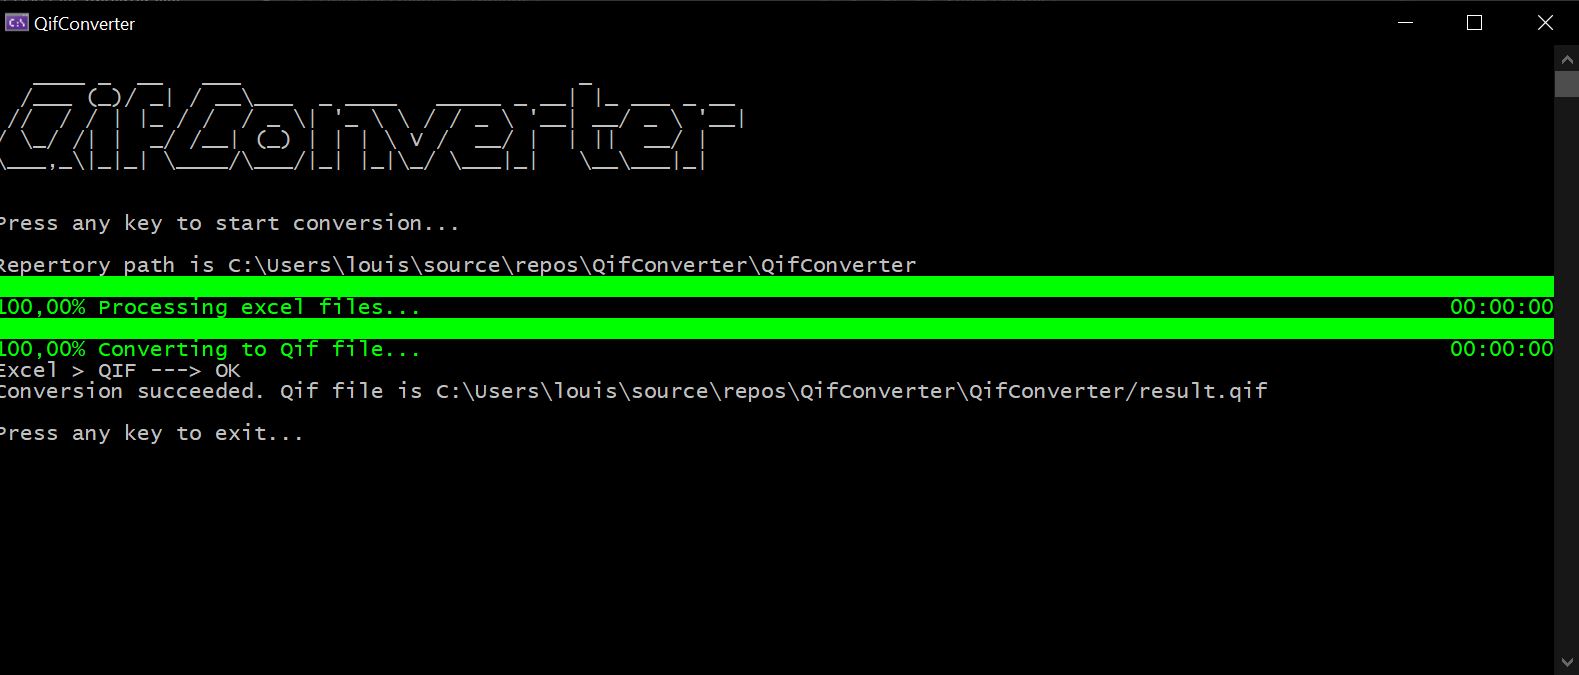 QifConverter
QifConverter
Press any key to start conversion...
Repertory path is C:\Users\louis\source\repos\QifConverter\QifConverter
100,00% Processing excel files... 00:00:00
100,00% Converting to Qif file... 00:00:00
Excel > QIF ---> OK
Conversion succeeded. Qif file is C:\Users\louis\source\repos\QifConverter\QifConverter/result.qif
Press any key to exit...